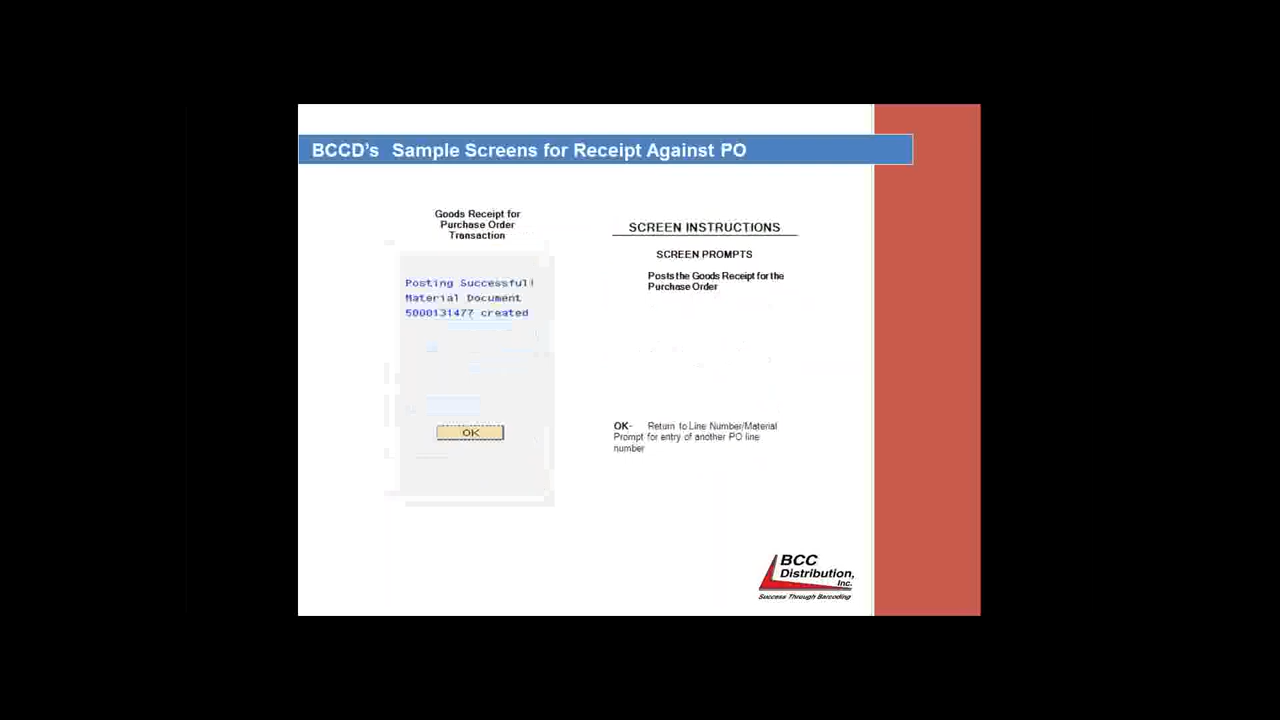 BCCD's Sample Screens for Receipt Against PO
Goods Receipt for
Purchase Order
Transaction
Posting Successful!
Material Document
5000131477 created
OK
SCREEN INSTRUCTIONS
SCREEN PROMPTS
Posts the Goods Receipt for the
Purchase Order
OK- Return to Line Number/Material
Prompt for entry of another PO line
number
BCC
Distribution,
Inc.
Success Through Barcoding